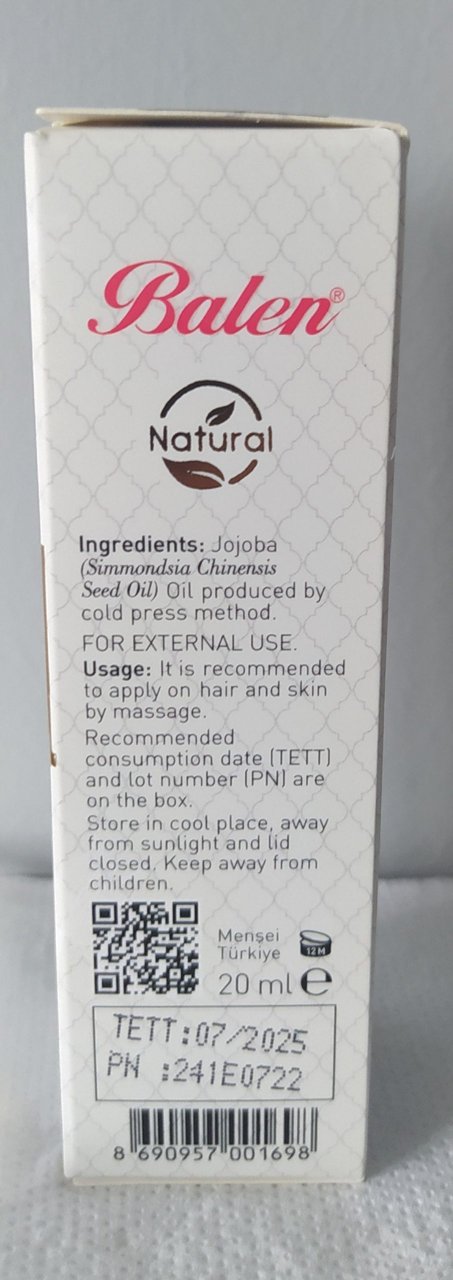 Balen®
Natural
Ingredients: Jojoba
(Simmondsia Chinensis
Seed Oil) Oil produced by
cold press method.
FOR EXTERNAL USE.
Usage: It is recommended
to apply on hair and skin
by massage.
Recommended
consumption date (TETT)
and lot number (PN) are
on the box.
Store in cool place, away
from sunlight and lid
closed. Keep away from
children.
Menşei
Türkiye
12M
20 ml e
TETT:07/2025
PN :241E0722
8 690957 001698